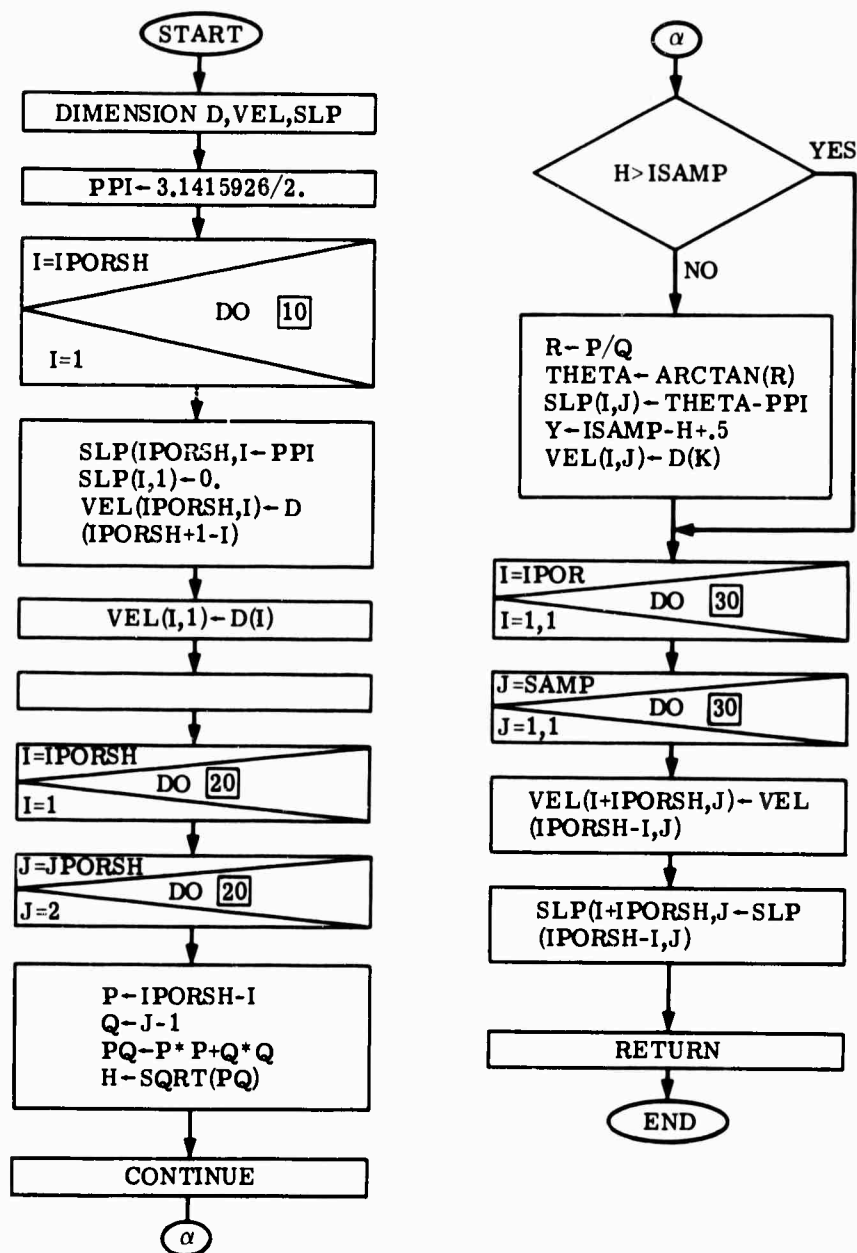 START
DIMENSION D,VEL,SLP
PPI←3.1415926/2.
I=IPORSH
DO 10
I=1
SLP(IPORSH,I←PPI
SLP(I,1)←0.
VEL(IPORSH,I)←D
(IPORSH+1-I)
VEL(I,1)←D(I)
I=IPORSH
DO 20
I=1
J=JPORSH
DO 20
J=2
P←IPORSH-I
Q←J-1
PQ←P* P+Q*Q
H←SQRT(PQ)
CONTINUE
α
α
H>ISAMP
YES
NO
R←P/Q
THETA←ARCTAN(R)
SLP(I,J)←THETA-PPI
Y←ISAMP-H+.5
VEL(I,J)←D(K)
I=IPOR
DO 30
I=1,1
J=SAMP
DO 30
J=1,1
VEL(I+IPORSH,J)←VEL
(IPORSH-I,J)
SLP(I+IPORSH,J←SLP
(IPORSH-I,J)
RETURN
END